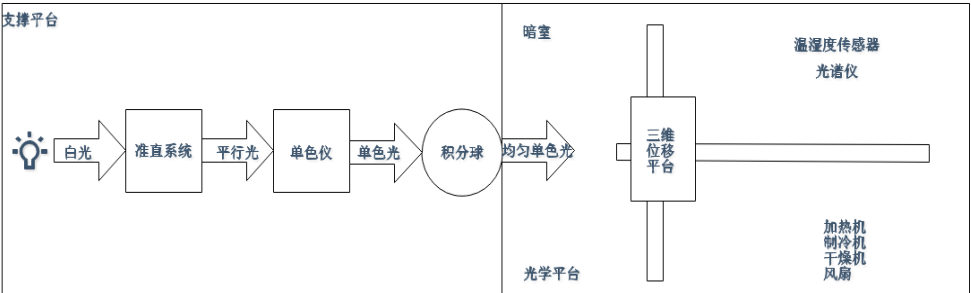 支撑平台
白光
准直系统
平行光
单色仪
单色光
积分球
均匀单色光
暗室
三维
位移
平台
温湿度传感器
光谱仪
加热机
制冷机
干燥机
风扇
光学平台